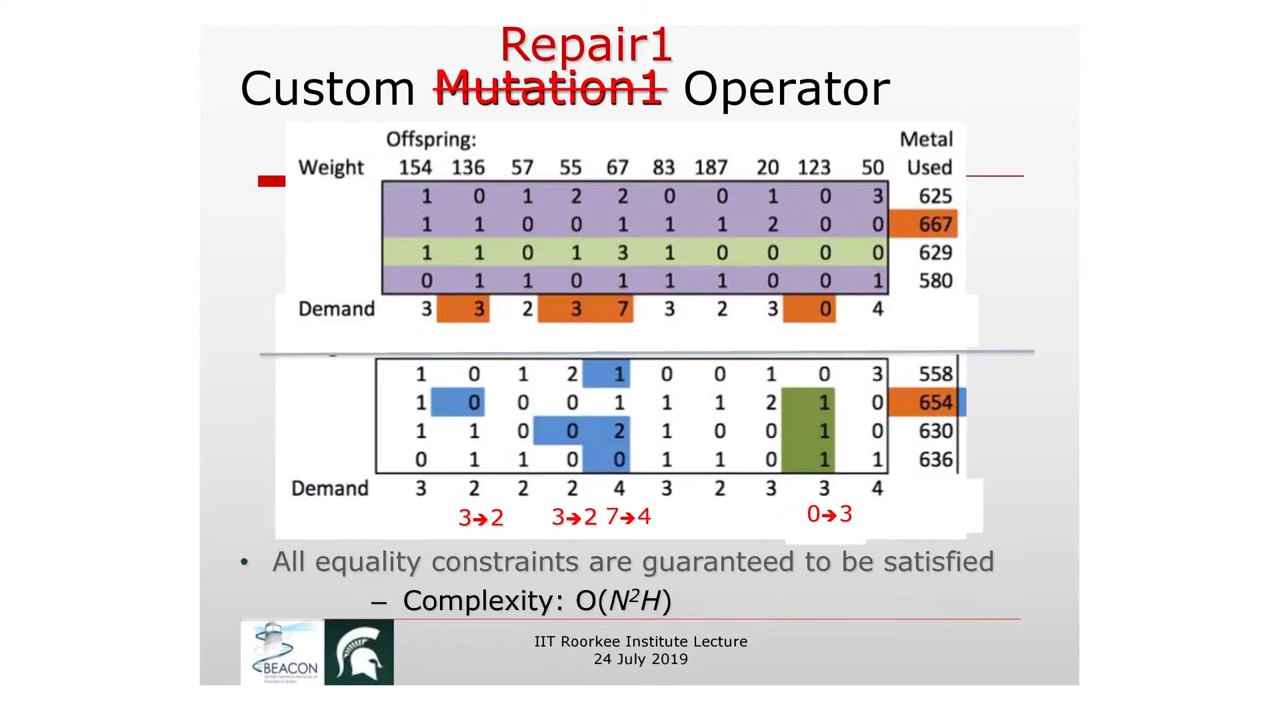 Repair1
Custom Mutation1 Operator
Offspring: Metal
Weight 154 136 57 55 67 83 187 20 123 50 Used
1 0 1 2 2 0 0 1 0 3 625
1 1 0 0 1 1 1 2 0 0 667
1 1 0 1 3 1 0 0 0 0 629
0 1 1 0 1 1 1 0 0 1 580
Demand 3 3 2 3 7 3 2 3 0 4
1 0 1 2 1 0 0 1 0 3 558
1 0 0 0 1 1 1 2 1 0 654
1 1 0 0 2 1 0 0 1 0 630
0 1 1 0 0 1 1 0 1 1 636
Demand 3 2 2 2 4 3 2 3 3 4
3➔2 3➔2 7➔4 0➔3
• All equality constraints are guaranteed to be satisfied
– Complexity: O(N²H)
BEACON
IIT Roorkee Institute Lecture
24 July 2019